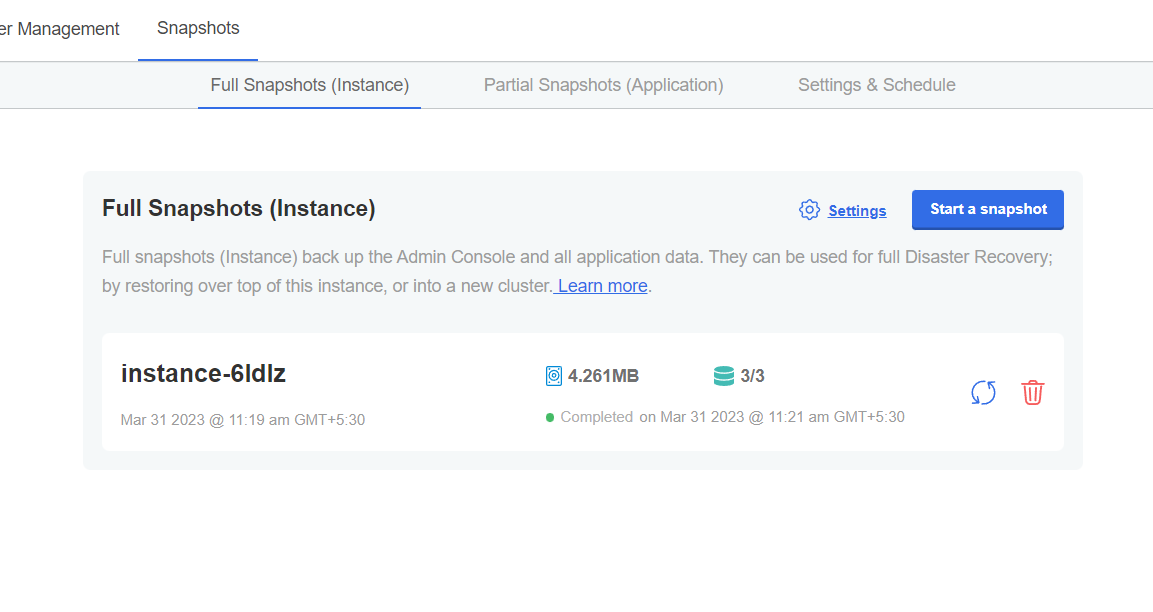 er Management
Snapshots
Full Snapshots (Instance)
Partial Snapshots (Application)
Settings & Schedule
Full Snapshots (Instance)
Settings
Start a snapshot
Full snapshots (Instance) back up the Admin Console and all application data. They can be used for full Disaster Recovery;
by restoring over top of this instance, or into a new cluster. Learn more.
instance-6ldlz
4.261MB
3/3
Mar 31 2023 @ 11:19 am GMT+5:30
Completed on Mar 31 2023 @ 11:21 am GMT+5:30